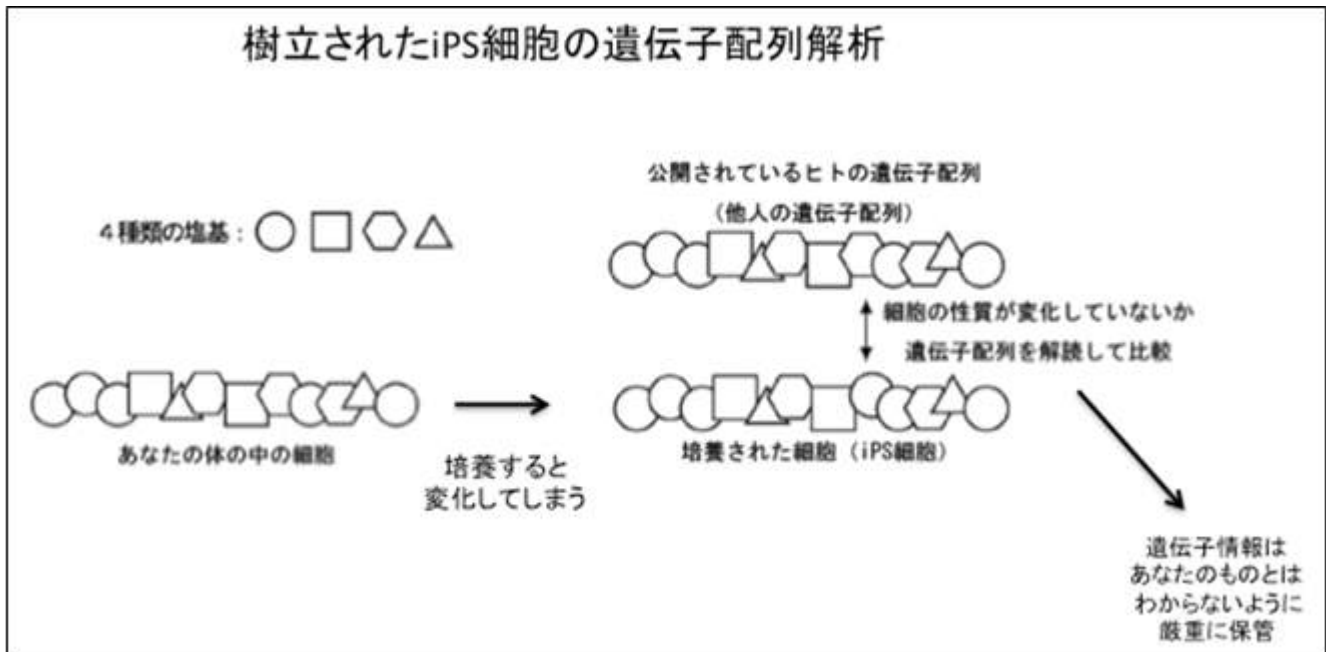 樹立されたiPS細胞の遺伝子配列解析
公開されているヒトの遺伝子配列
(他人の遺伝子配列)
4種類の塩基:
細胞の性質が変化していないか
遺伝子配列を解読して比較
あなたの体の中の細胞
培養すると
変化してしまう
培養された細胞(iPS細胞)
遺伝子情報は
あなたのものとは
わからないように
厳重に保管